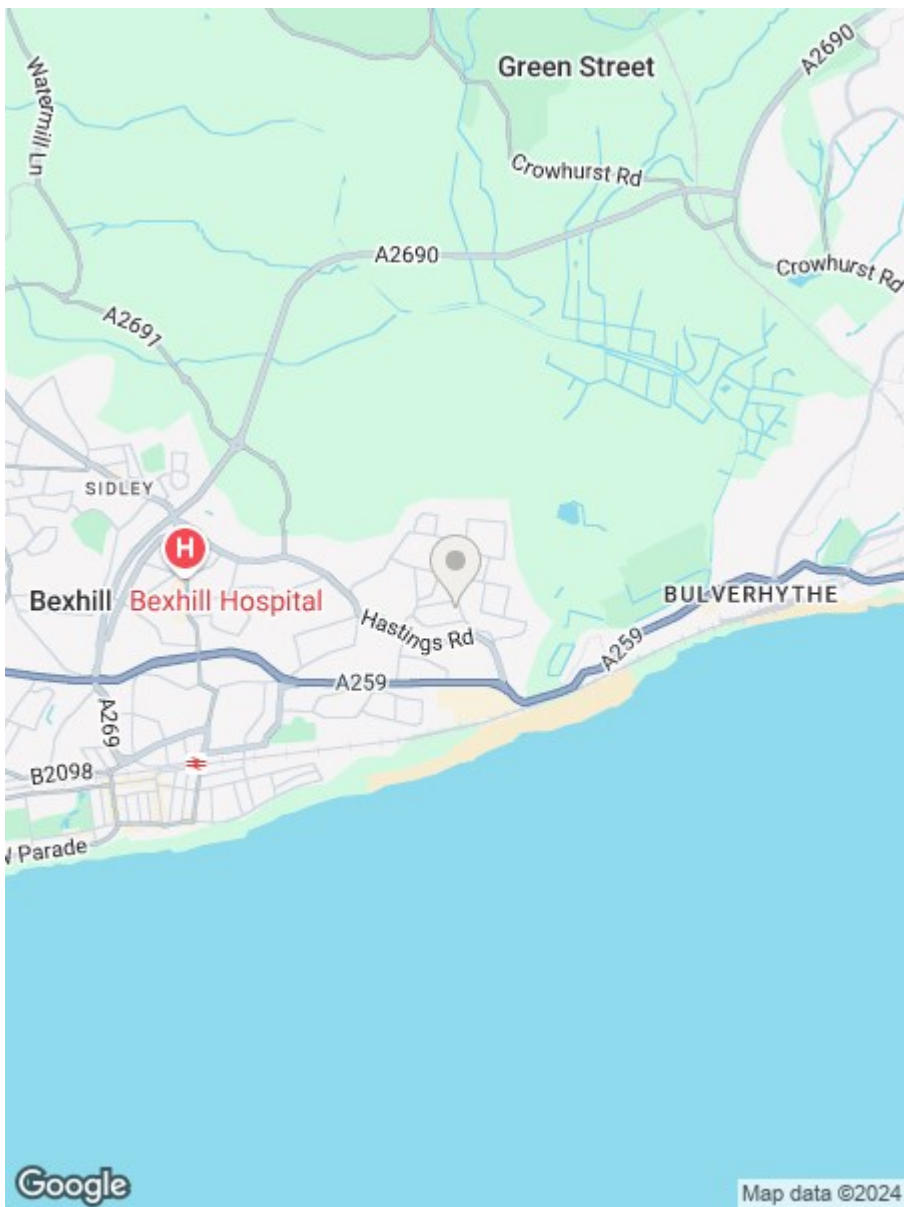 Green Street
A2690
Watermill Ln
Crowhurst Rd
A2690
Crowhurst Rd
A2691
SIDLEY
H
Bexhill
Bexhill Hospital
BULVERHYTHE
Hastings Rd
A259
A259
A269
B2098
W Parade
Google
Map data ©2024